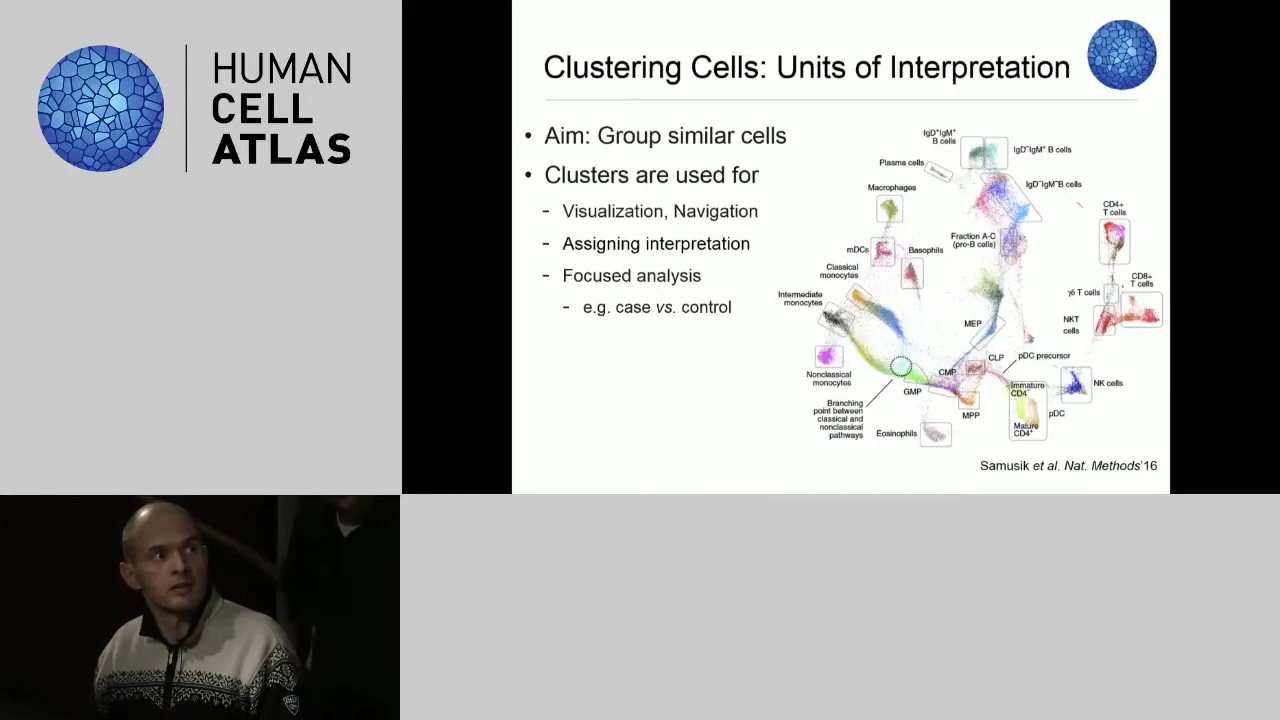 HUMAN
CELL
ATLAS
Clustering Cells: Units of Interpretation
• Aim: Group similar cells
• Clusters are used for
- Visualization, Navigation
- Assigning interpretation
- Focused analysis
- e.g. case vs. control
IgD⁺IgM⁺
B cells
IgD⁻IgM⁺ B cells
Plasma cells
IgD⁻IgM⁻B cells
Macrophages
CD4+
T cells
Fraction A-C
(pro-B cells)
mDCs
Basophils
Classical
monocytes
CD8+
T cells
γδ T cells
Intermediate
monocytes
NKT
cells
MEP
CLP
pDC precursor
CMP
Nonclassical
monocytes
GMP
Immature
CD4⁻
NK cells
Branching
point between
classical and
nonclassical
pathways
MPP
pDC
Eosinophils
Mature
CD4⁺
Samusik et al. Nat. Methods'16